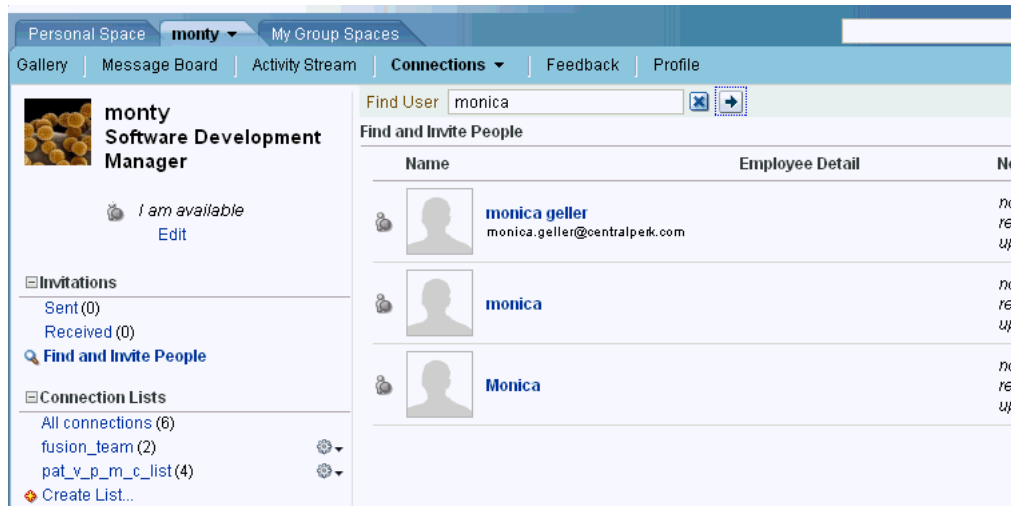 Personal Space monty My Group Spaces
Gallery Message Board Activity Stream Connections Feedback Profile
monty
Software Development
Manager
I am available
Edit
Invitations
Sent (0)
Received (0)
Find and Invite People
Connection Lists
All connections (6)
fusion_team (2)
pat_v_p_m_c_list (4)
Create List...
Find User monica
Find and Invite People
Name Employee Detail
monica geller
monica.geller@centralperk.com
monica
Monica